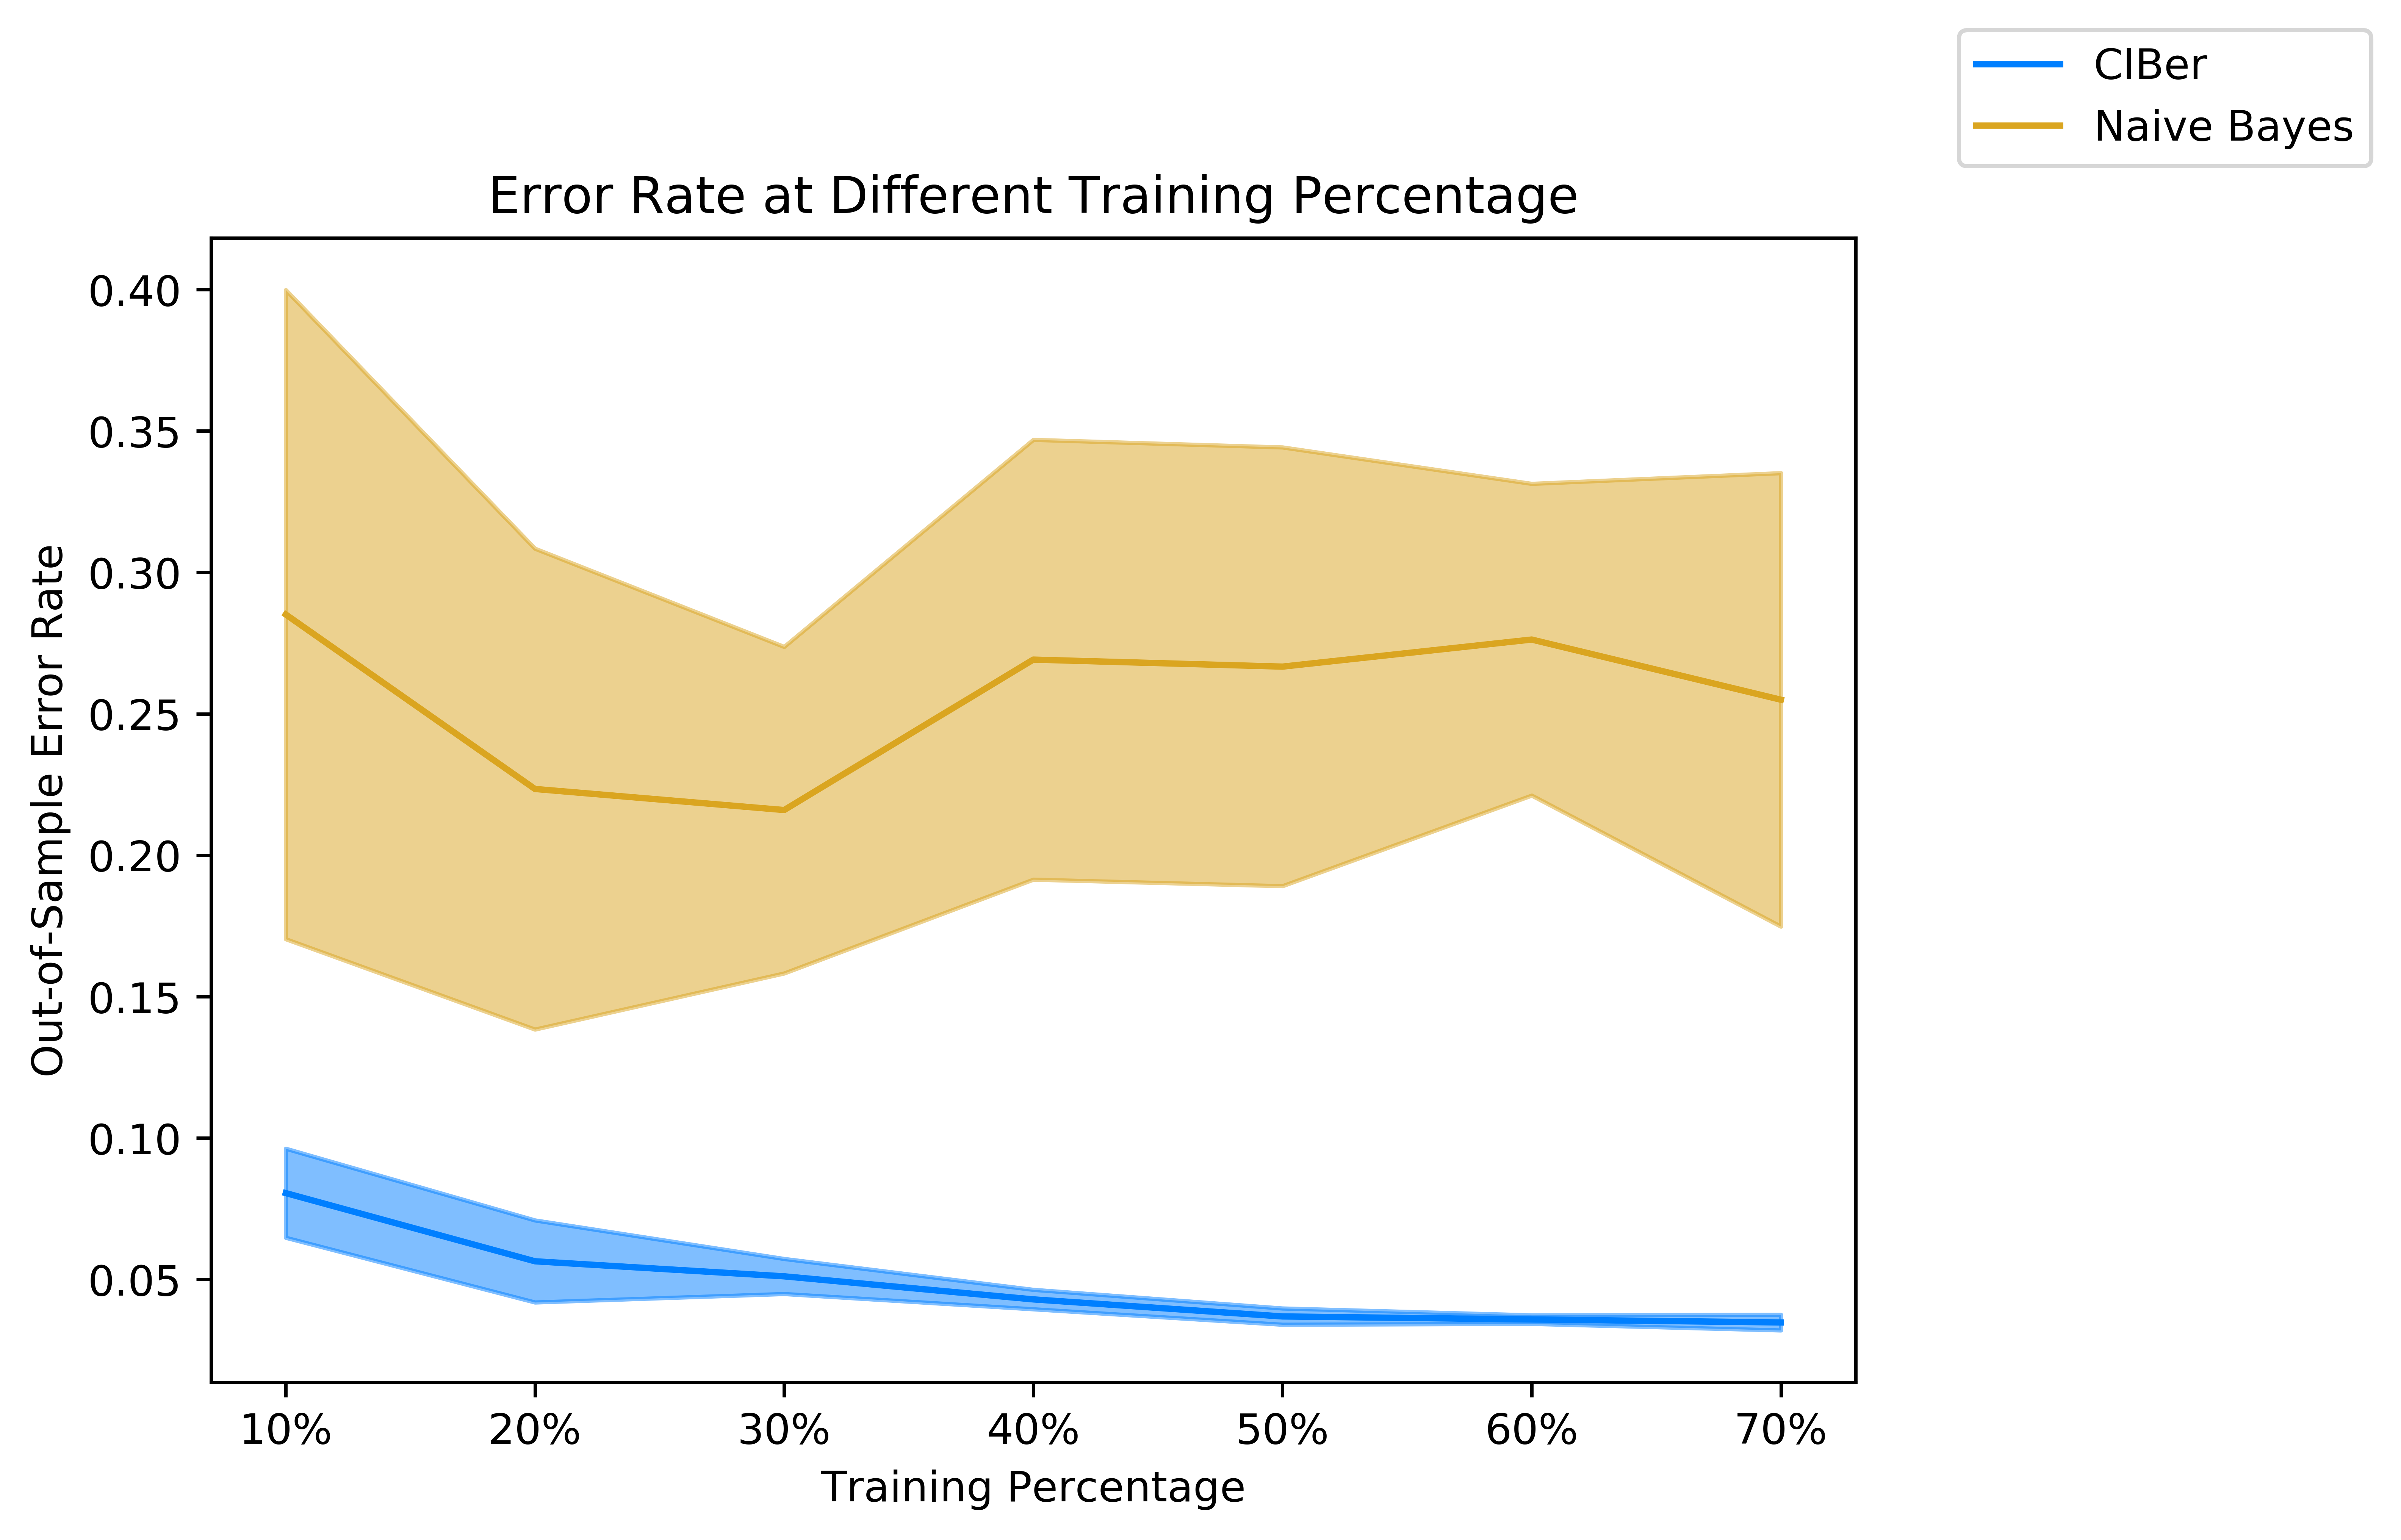 CIBer
Naive Bayes
Error Rate at Different Training Percentage
Out-of-Sample Error Rate
0.40
0.35
0.30
0.25
0.20
0.15
0.10
0.05
10% 20% 30% 40% 50% 60% 70%
Training Percentage